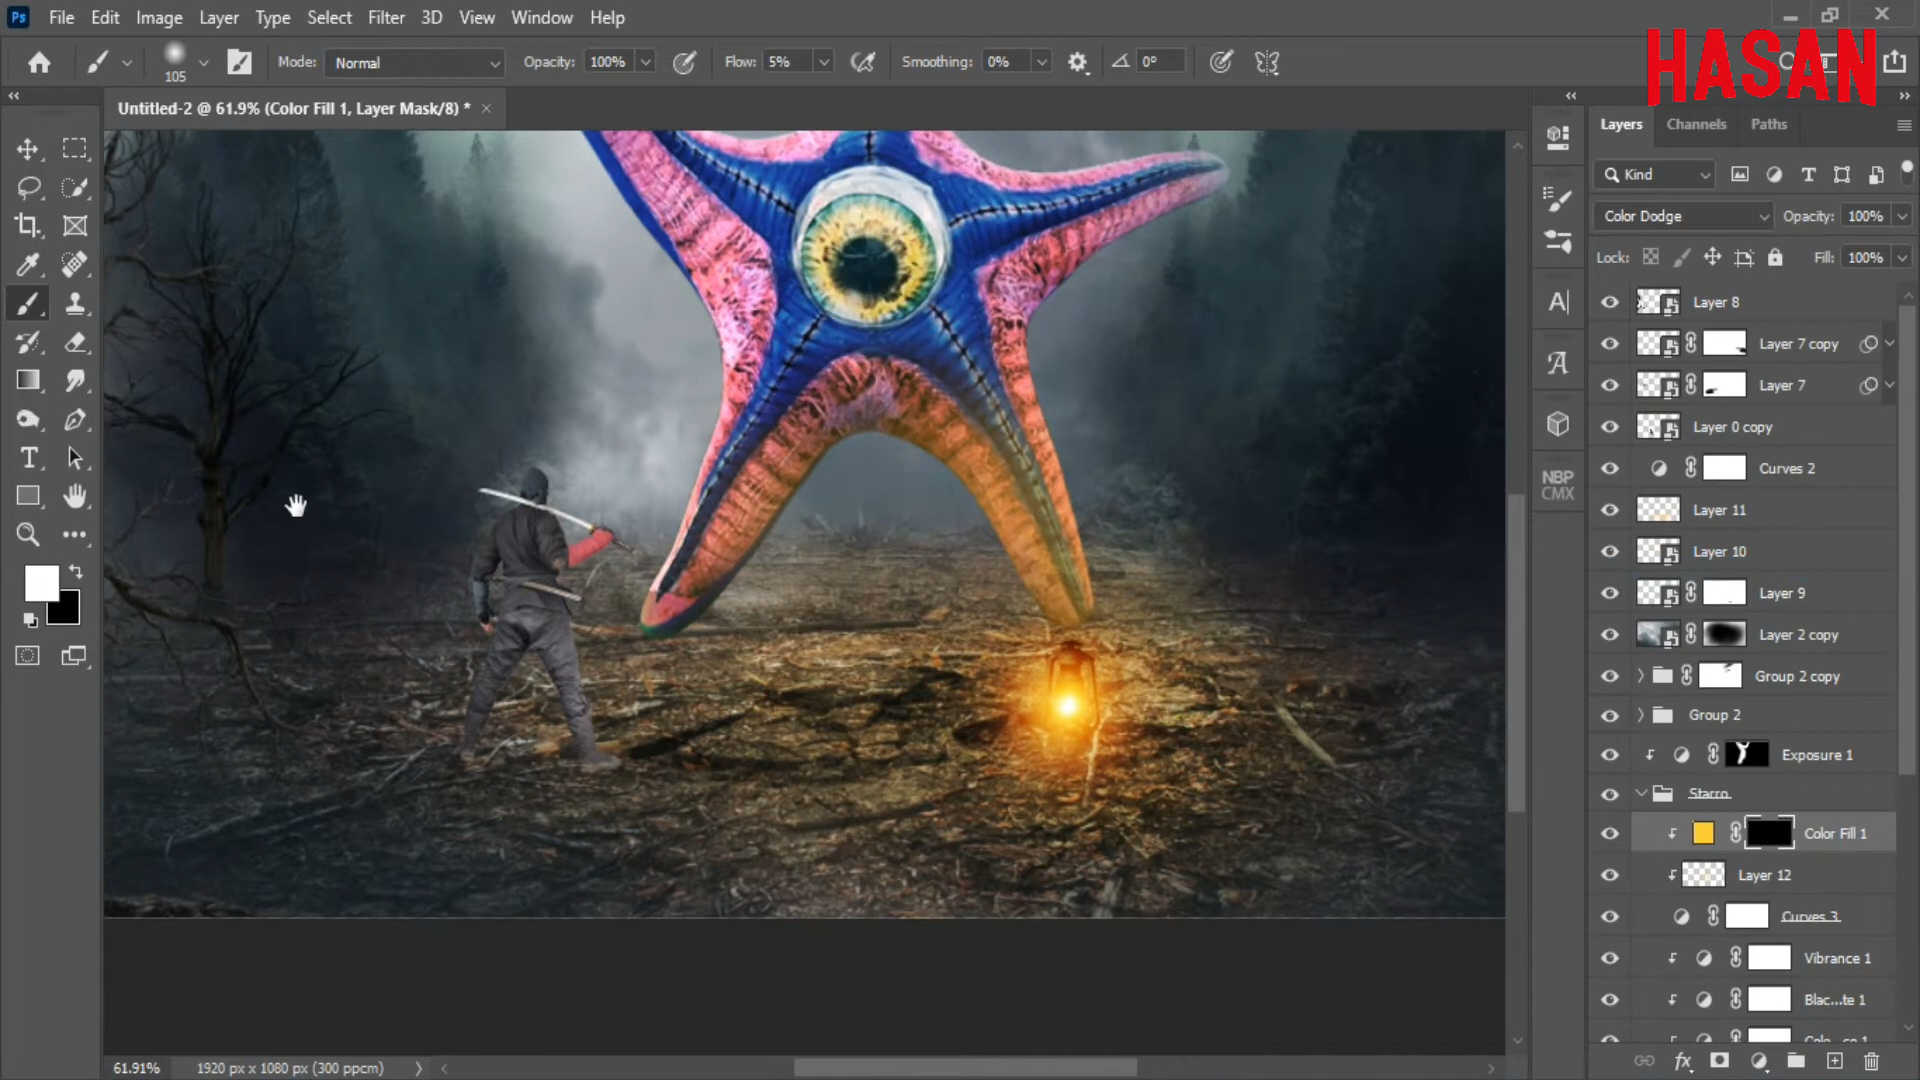 Ps File Edit Image Layer Type Select Filter 3D View Window Help
105 Mode: Normal Opacity: 100% Flow: 5% Smoothing: 0% 0°
HASAN
Untitled-2 @ 61.9% (Color Fill 1, Layer Mask/8) *
Layers Channels Paths
Kind
Color Dodge Opacity: 100%
Lock: Fill: 100%
Layer 8
Layer 7 copy
Layer 7
Layer 0 copy
Curves 2
Layer 11
Layer 10
Layer 9
Layer 2 copy
Group 2 copy
Group 2
Exposure 1
Starro
Color Fill 1
Layer 12
Curves 3
Vibrance 1
Blac...te 1
NBP
CMX
61.91% 1920 px x 1080 px (300 ppcm)